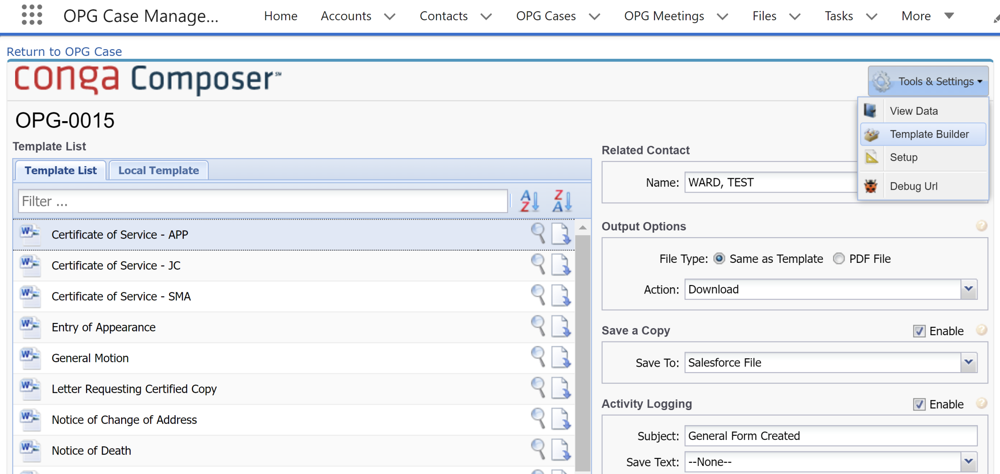 OPG Case Manage...
Home
Accounts
Contacts
OPG Cases
OPG Meetings
Files
Tasks
More
Return to OPG Case
conga Composer SM
Tools & Settings
View Data
Template Builder
Setup
Debug Url
OPG-0015
Template List
Template List
Local Template
Filter ...
A
Z
Z
A
Certificate of Service - APP
Certificate of Service - JC
Certificate of Service - SMA
Entry of Appearance
General Motion
Letter Requesting Certified Copy
Notice of Change of Address
Notice of Death
Related Contact
Name: WARD, TEST
Output Options
File Type: Same as Template PDF File
Action: Download
Save a Copy
Enable
Save To: Salesforce File
Activity Logging
Enable
Subject: General Form Created
Save Text: --None--